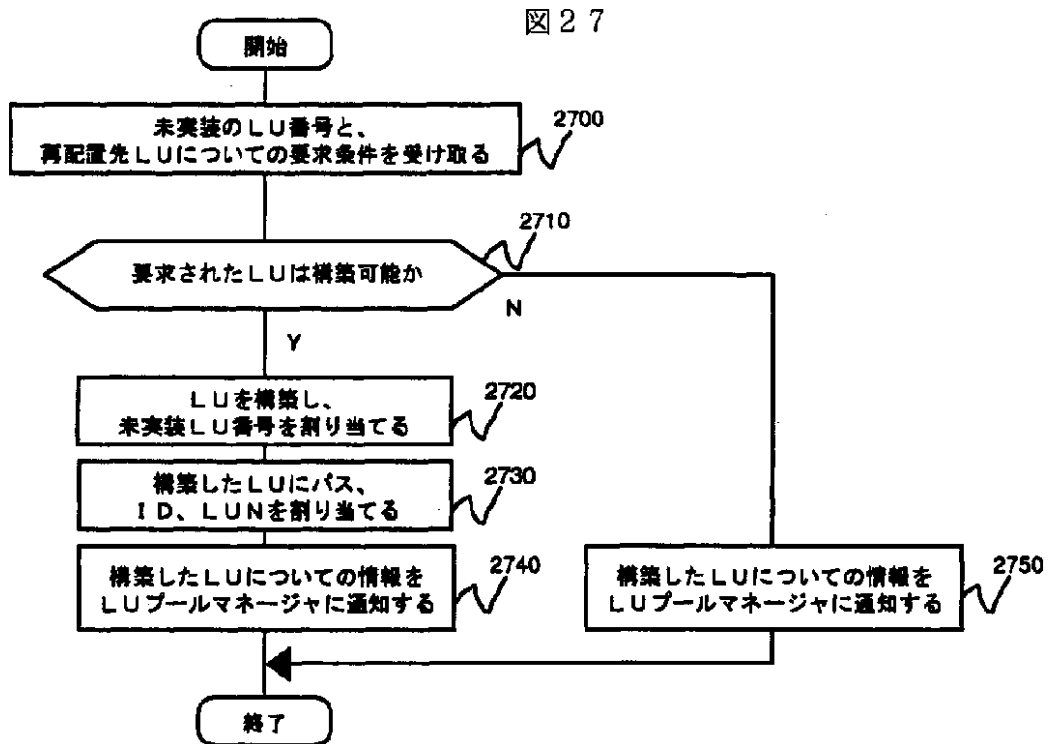 図27
開始
未実装のLU番号と、
再配置先LUについての要求条件を受け取る
2700
2710
要求されたLUは構築可能か
N
Y
LUを構築し、
未実装LU番号を割り当てる
2720
構築したLUにパス、
ID、LUNを割り当てる
2730
構築したLUについての情報を
LUプールマネージャに通知する
2740
構築したLUについての情報を
LUプールマネージャに通知する
2750
終了